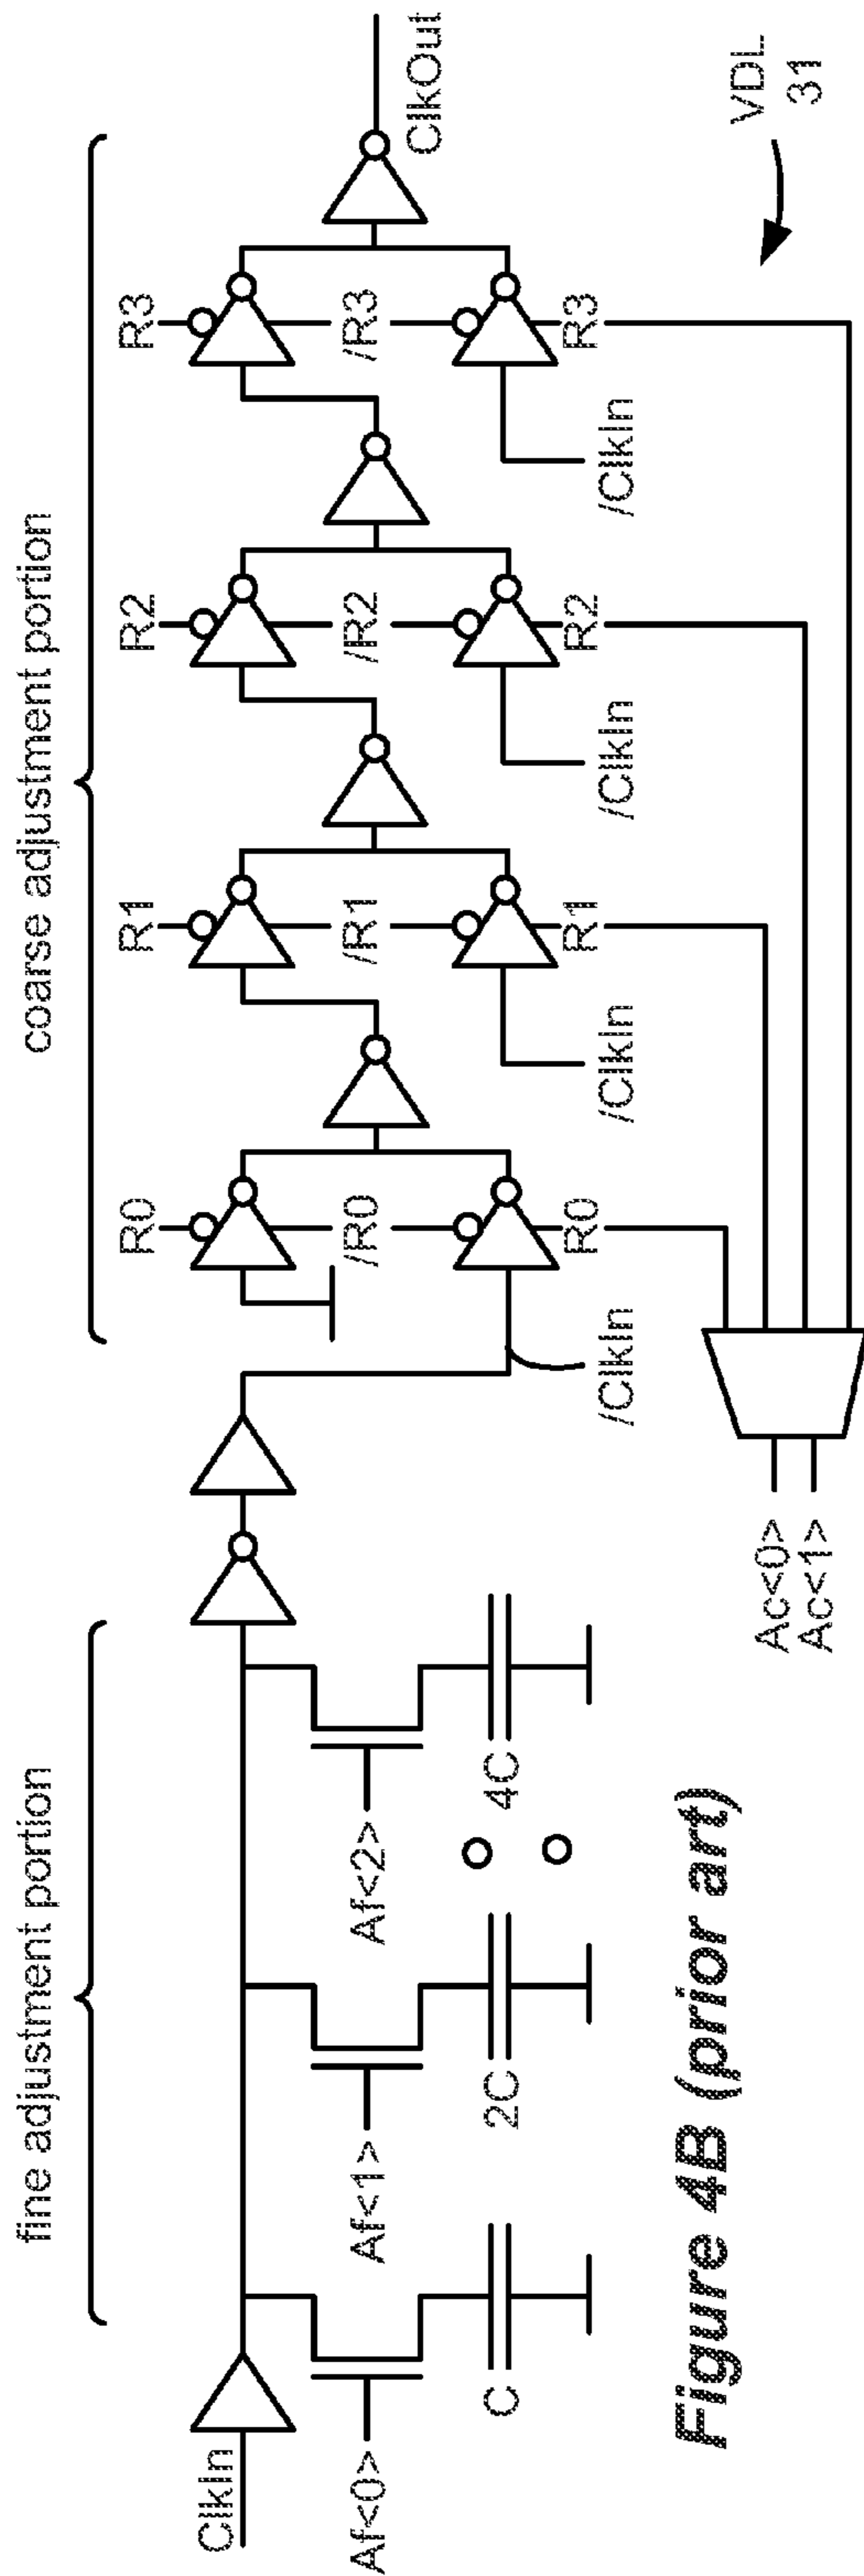 fine adjustment portion
coarse adjustment portion
ClkIn
Af<0>
Af<1>
Af<2>
C
2C
4C
R0
R1
R2
R3
/R0
/R1
/R2
/R3
R0
R1
R2
R3
/ClkIn
/ClkIn
/ClkIn
/ClkIn
ClkOut
Ac<0>
Ac<1>
VDL
31
Figure 4B (prior art)